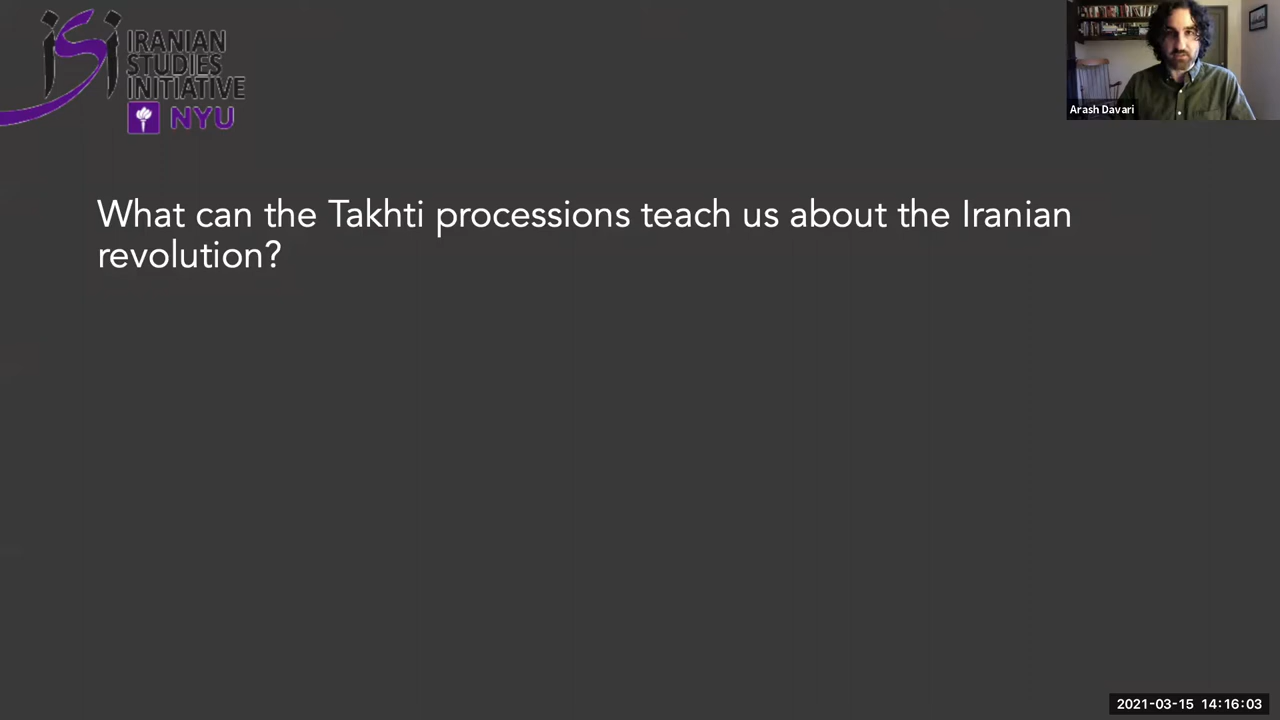 isi
IRANIAN
STUDIES
INITIATIVE
NYU
Arash Davari
What can the Takhti processions teach us about the Iranian
revolution?
2021-03-15 14:16:03